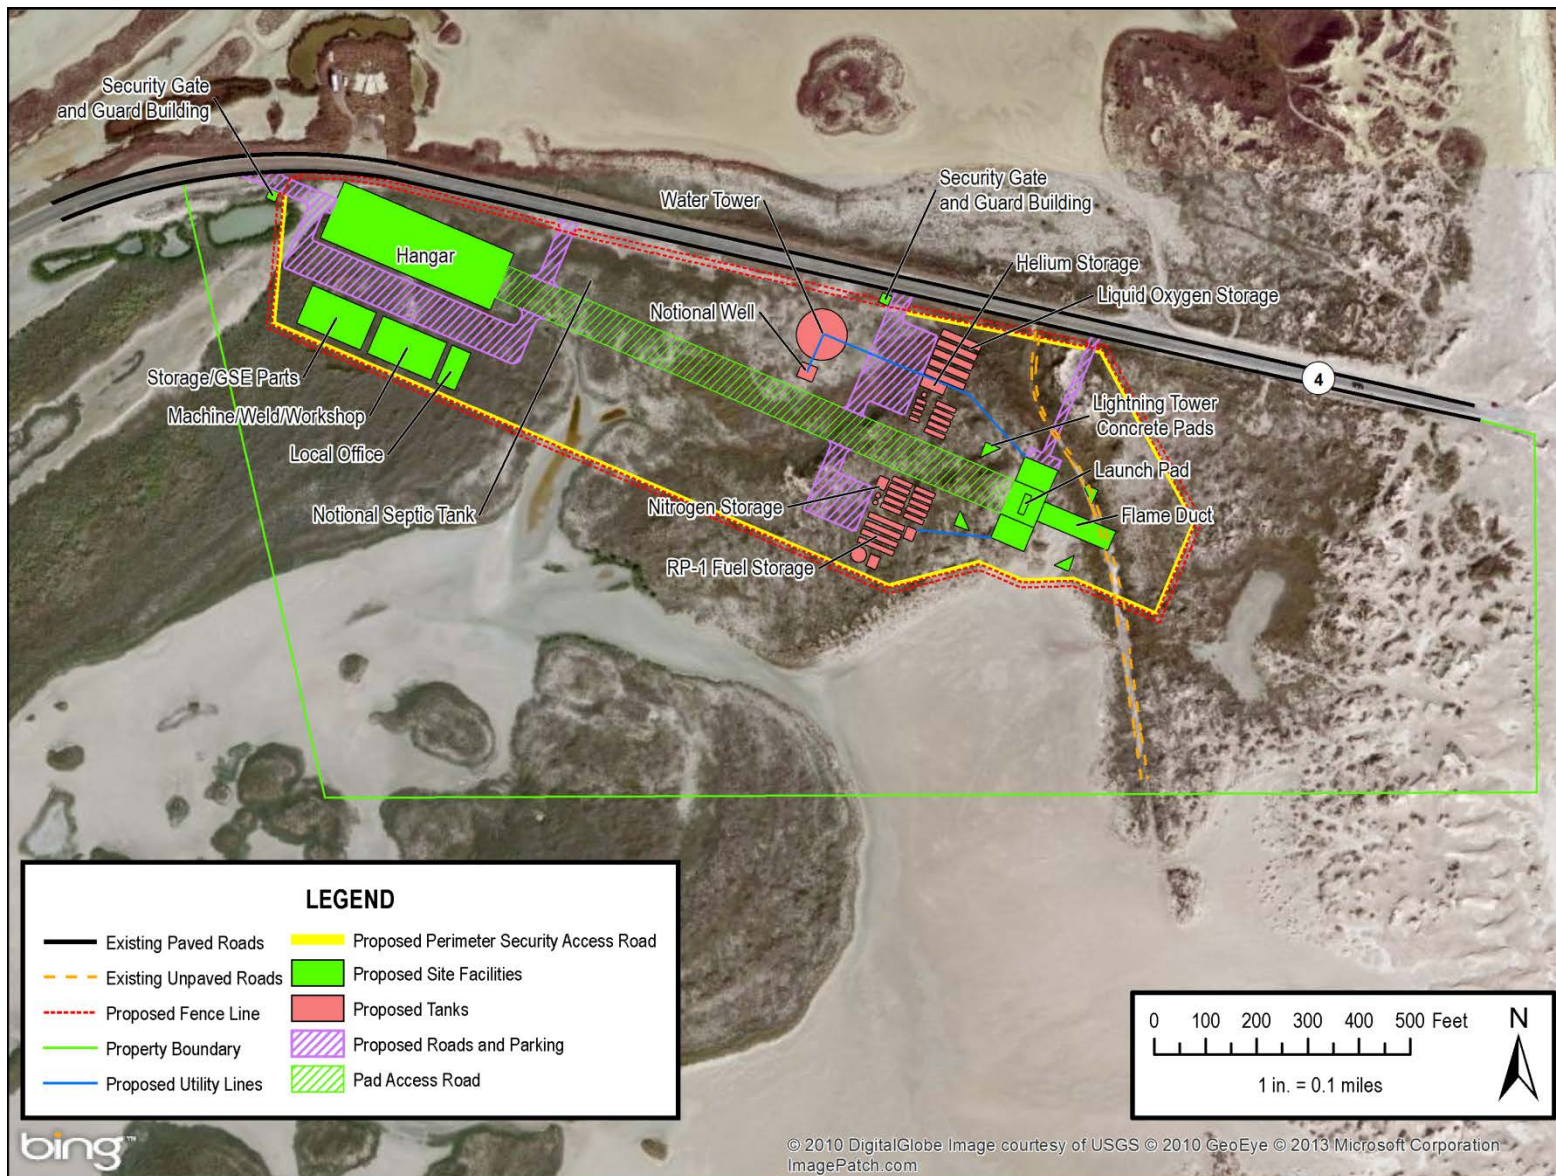 Security Gate
and Guard Building
Water Tower
Security Gate
and Guard Building
Hangar
Helium Storage
Liquid Oxygen Storage
Notional Well
Storage/GSE Parts
4
Machine/Weld/Workshop
Lightning Tower
Concrete Pads
Local Office
Launch Pad
Notional Septic Tank
Nitrogen Storage
Flame Duct
RP-1 Fuel Storage
LEGEND
Existing Paved Roads
Existing Unpaved Roads
Proposed Fence Line
Property Boundary
Proposed Utility Lines
Proposed Perimeter Security Access Road
Proposed Site Facilities
Proposed Tanks
Proposed Roads and Parking
Pad Access Road
0 100 200 300 400 500 Feet
1 in. = 0.1 miles
N
bing™
© 2010 DigitalGlobe Image courtesy of USGS © 2010 GeoEye © 2013 Microsoft Corporation
ImagePatch.com